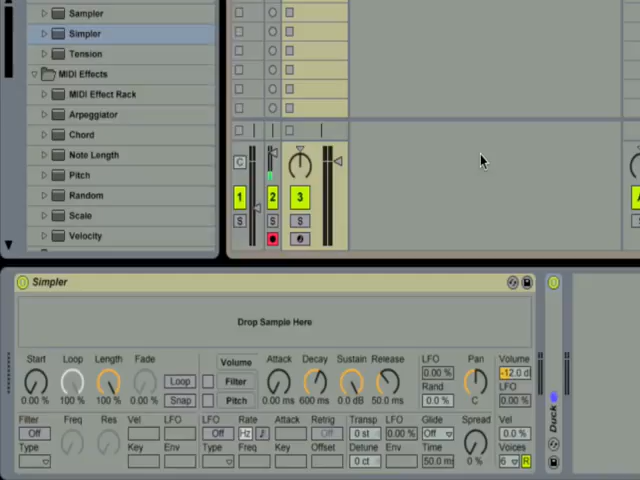 Sampler
Simpler
Tension
MIDI Effects
MIDI Effect Rack
Arpeggiator
Chord
Note Length
Pitch
Random
Scale
Velocity
C
1 2 3
S S S
Simpler
Drop Sample Here
Start Loop Length Fade
0.00 % 100 % 100 %
Loop
Snap
Volume
Filter
Pitch
Attack Decay Sustain Release
0.00 ms 600 ms 0.0 dB 50.0 ms
LFO
0.00 %
Rand
0.0 %
Pan
C
Volume
-12.0 dB
LFO
0.00 %
Filter Freq Res Vel LFO
Off
Type Key Env
LFO Rate Attack Retrig
Off Hz Off
Type Freq Key Offset
Transp LFO Glide Spread Vel
0 st 0.00 % Off 0.0 %
Detune Env Time Voices
0 ct 50.0 ms 0 % 6 R
Duck